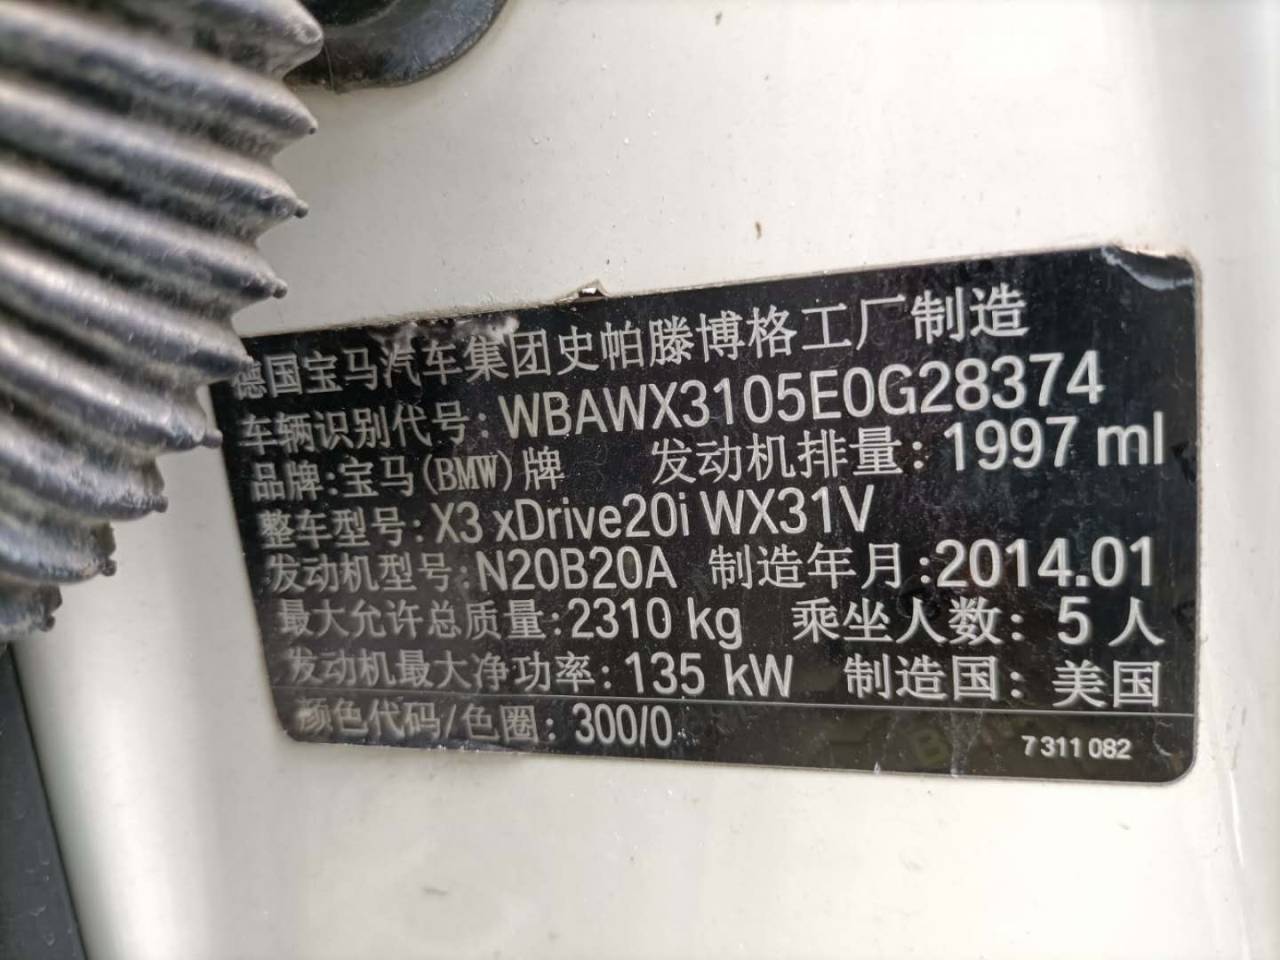 德国宝马汽车集团史帕滕博格工厂制造
车辆识别代号: WBAWX3105E0G28374
品牌:宝马(BMW)牌 发动机排量: 1997 ml
整车型号: X3 xDrive20i WX31V
发动机型号: N20B20A 制造年月:2014.01
最大允许总质量:2310 kg 乘坐人数: 5 人
发动机最大净功率: 135 kW 制造国: 美国
颜色代码/色圈: 300/0
7 311 082